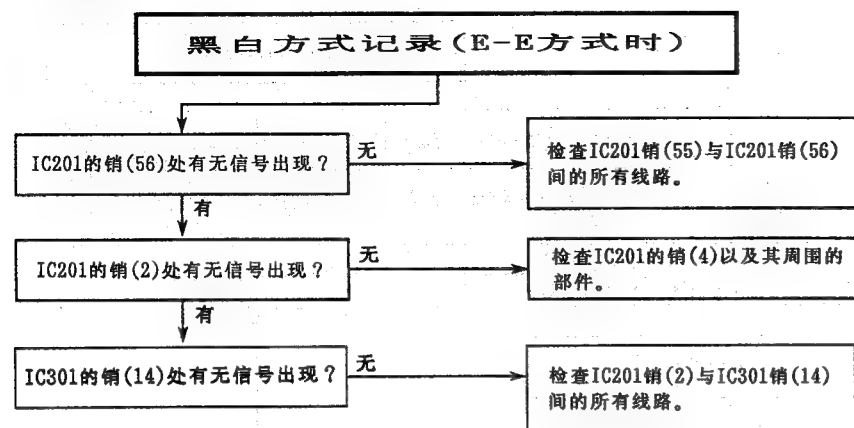 黑白方式记录(E-E方式时)
IC201的销(56)处有无信号出现?
无
检查IC201销(55)与IC201销(56)
间的所有线路。
有
IC201的销(2)处有无信号出现?
无
检查IC201的销(4)以及其周围的
部件。
有
IC301的销(14)处有无信号出现?
无
检查IC201销(2)与IC301销(14)
间的所有线路。